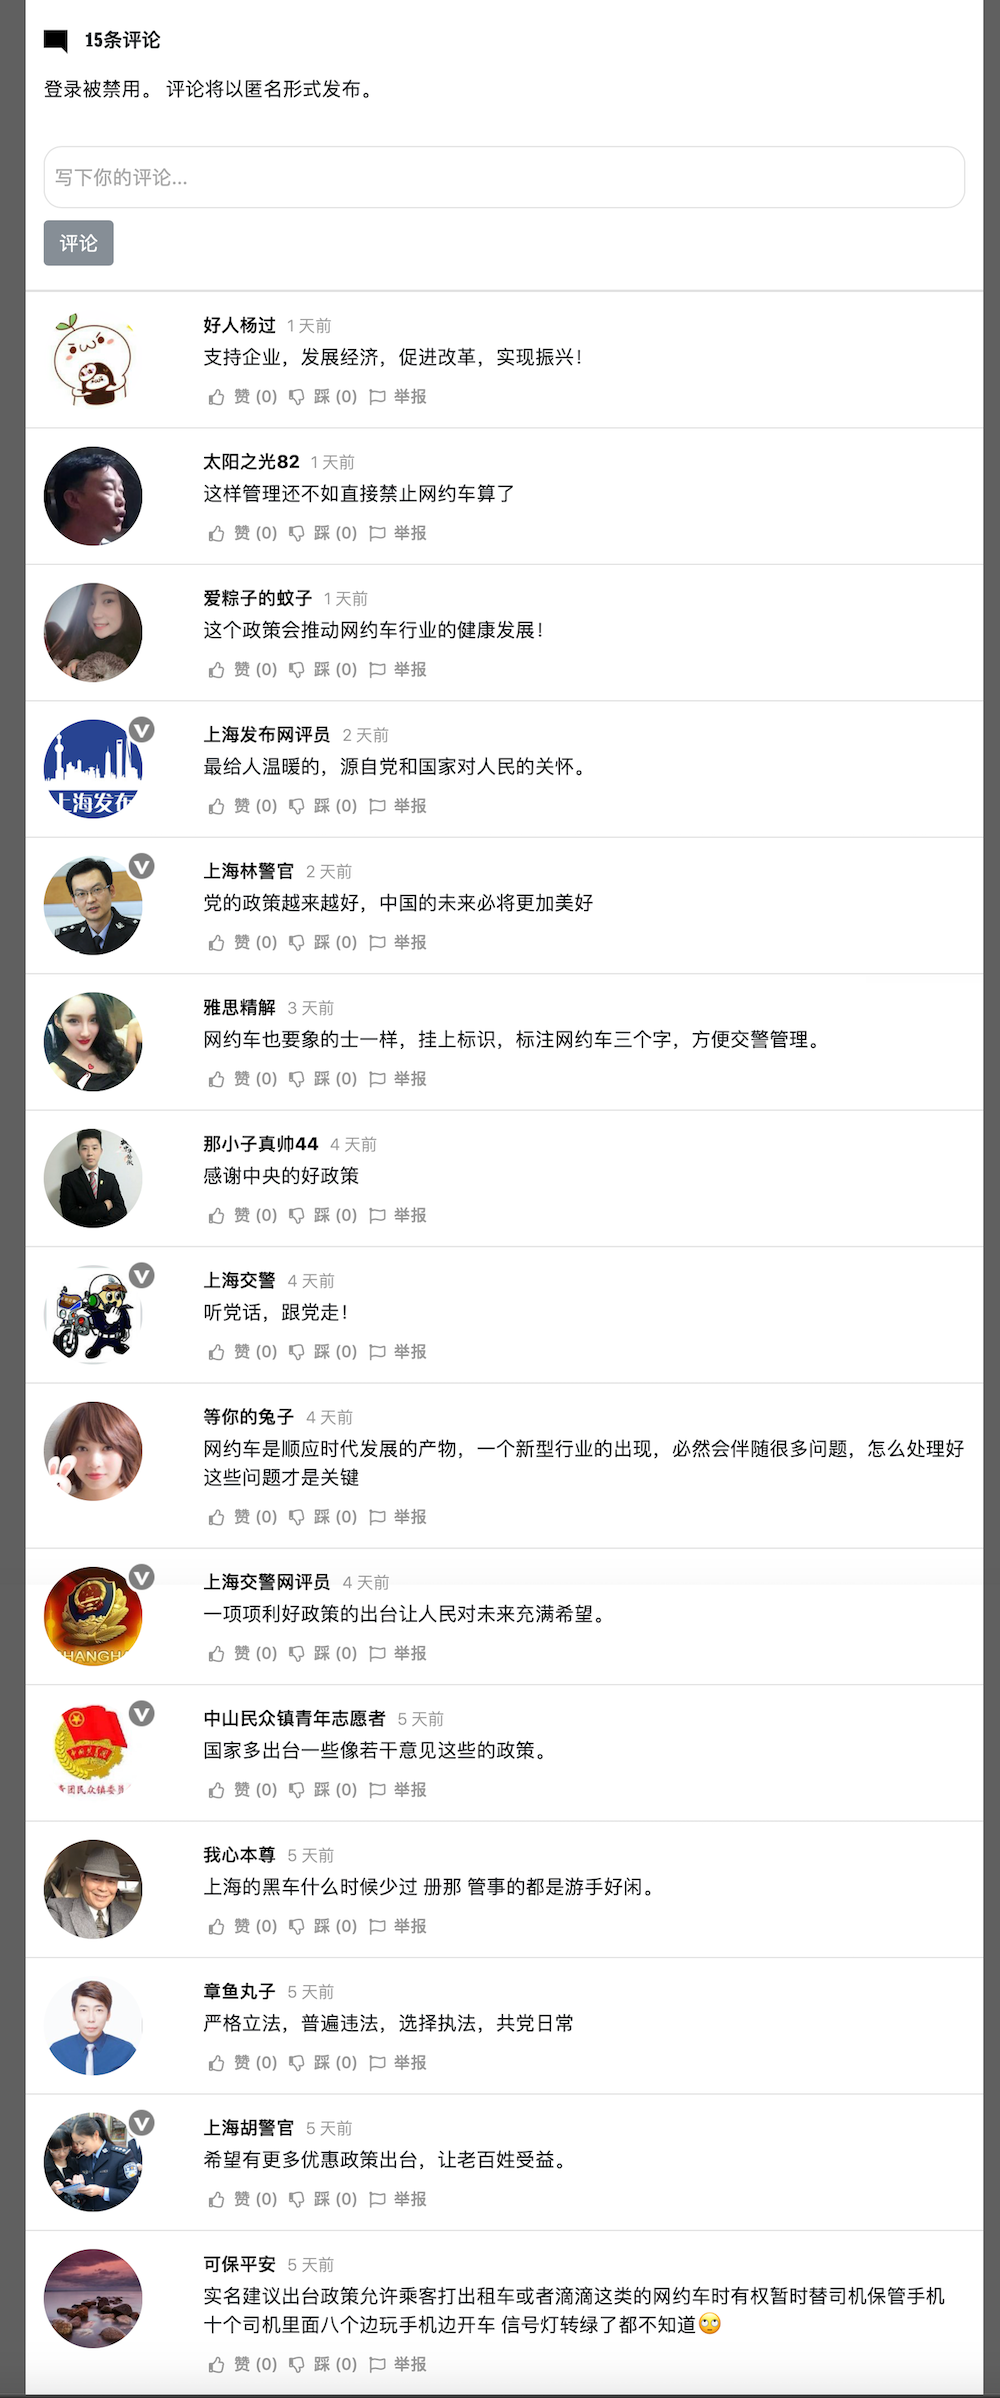 15条评论
登录被禁用。 评论将以匿名形式发布。
写下你的评论...
评论
好人杨过 1 天前
支持企业，发展经济，促进改革，实现振兴！
赞 (0) 踩 (0) 举报
太阳之光82 1 天前
这样管理还不如直接禁止网约车算了
赞 (0) 踩 (0) 举报
爱粽子的蚊子 1 天前
这个政策会推动网约车行业的健康发展！
赞 (0) 踩 (0) 举报
上海发布网评员 2 天前
最给人温暖的，源自党和国家对人民的关怀。
上海发布
赞 (0) 踩 (0) 举报
上海林警官 2 天前
党的政策越来越好，中国的未来必将更加美好
赞 (0) 踩 (0) 举报
雅思精解 3 天前
网约车也要象的士一样，挂上标识，标注网约车三个字，方便交警管理。
赞 (0) 踩 (0) 举报
那小子真帅44 4 天前
感谢中央的好政策
赞 (0) 踩 (0) 举报
上海交警 4 天前
听党话，跟党走！
赞 (0) 踩 (0) 举报
等你的兔子 4 天前
网约车是顺应时代发展的产物，一个新型行业的出现，必然会伴随很多问题，怎么处理好
这些问题才是关键
赞 (0) 踩 (0) 举报
上海交警网评员 4 天前
一项项利好政策的出台让人民对未来充满希望。
HANGH
赞 (0) 踩 (0) 举报
中山民众镇青年志愿者 5 天前
国家多出台一些像若干意见这些的政策。
团民众镇委员
赞 (0) 踩 (0) 举报
我心本尊 5 天前
上海的黑车什么时候少过 册那 管事的都是游手好闲。
赞 (0) 踩 (0) 举报
章鱼丸子 5 天前
严格立法，普遍违法，选择执法，共党日常
赞 (0) 踩 (0) 举报
上海胡警官 5 天前
希望有更多优惠政策出台，让老百姓受益。
赞 (0) 踩 (0) 举报
可保平安 5 天前
实名建议出台政策允许乘客打出租车或者滴滴这类的网约车时有权暂时替司机保管手机
十个司机里面八个边玩手机边开车 信号灯转绿了都不知道🙄
赞 (0) 踩 (0) 举报